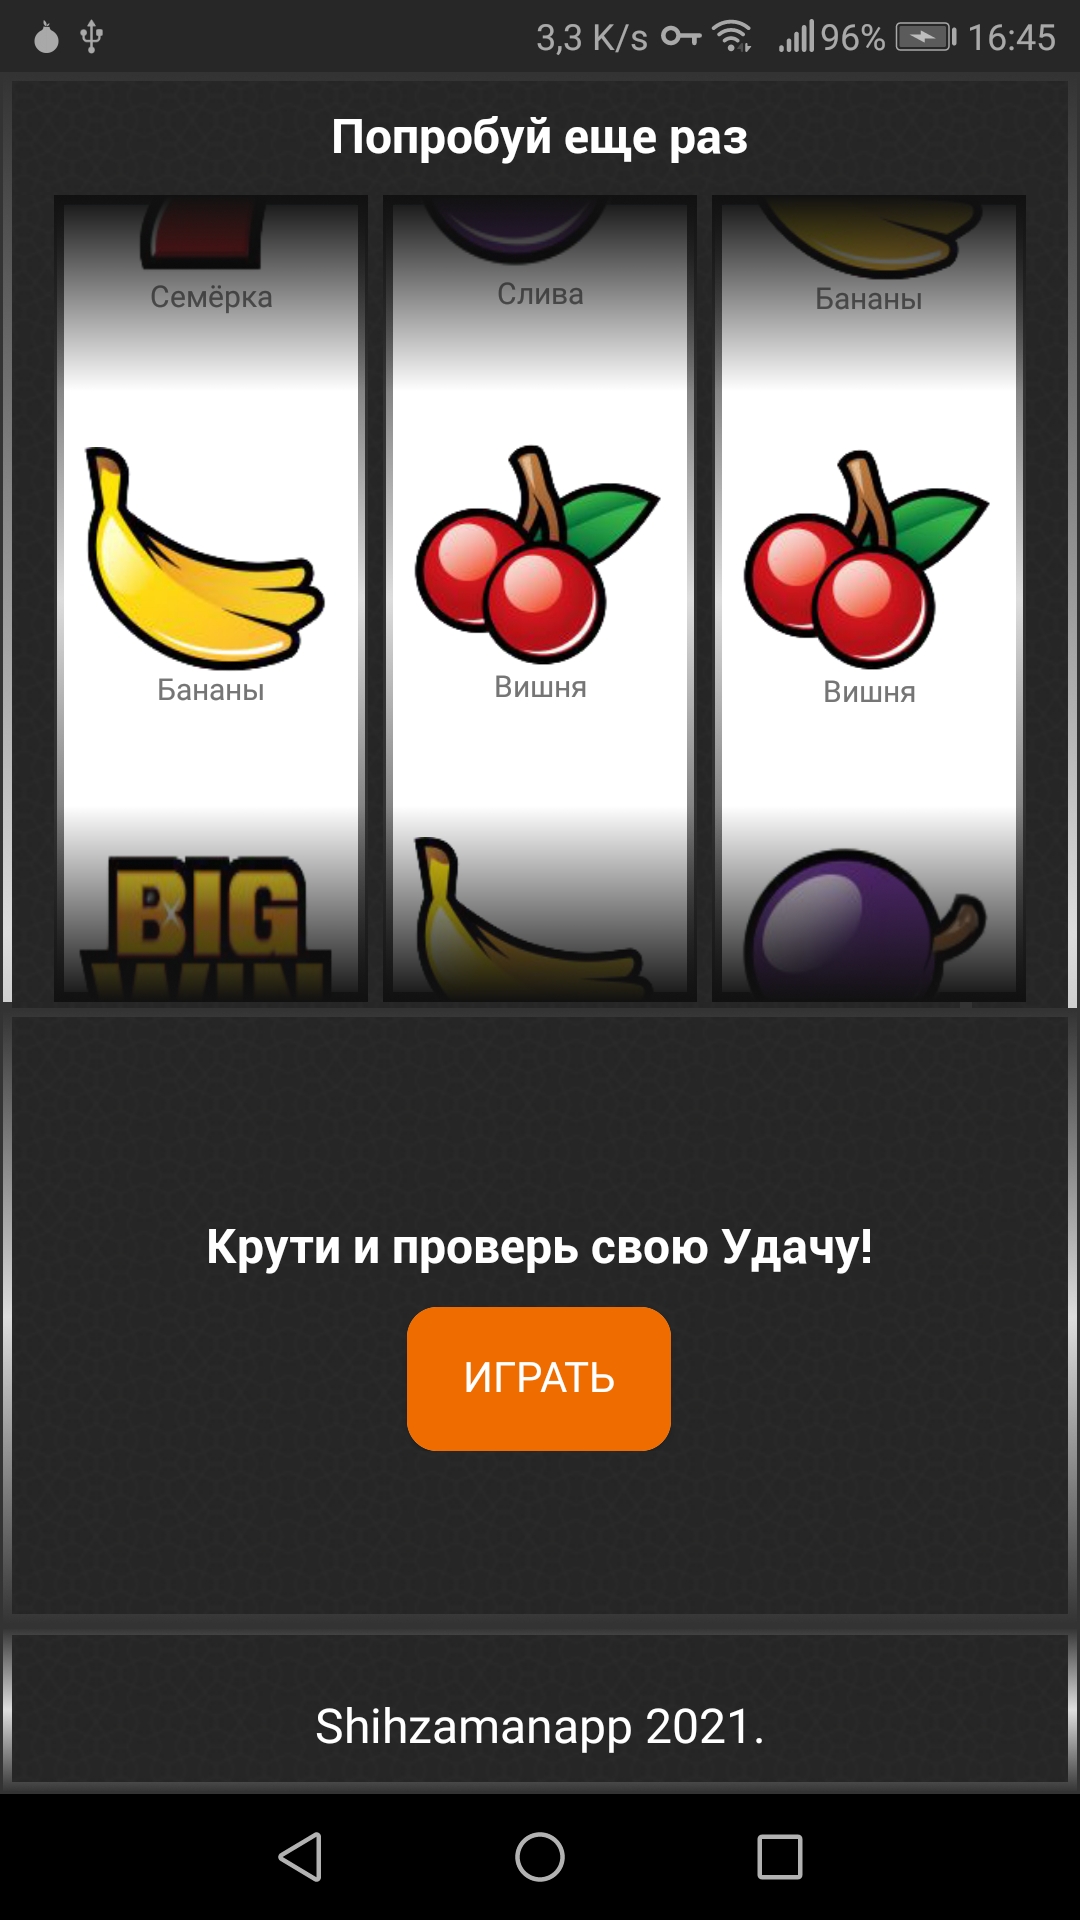 3,3 K/s 96% 16:45
Попробуй еще раз
Семёрка Слива Бананы
Бананы Вишня Вишня
BIG
WIN
Крути и проверь свою Удачу!
ИГРАТЬ
Shihzamanapp 2021.